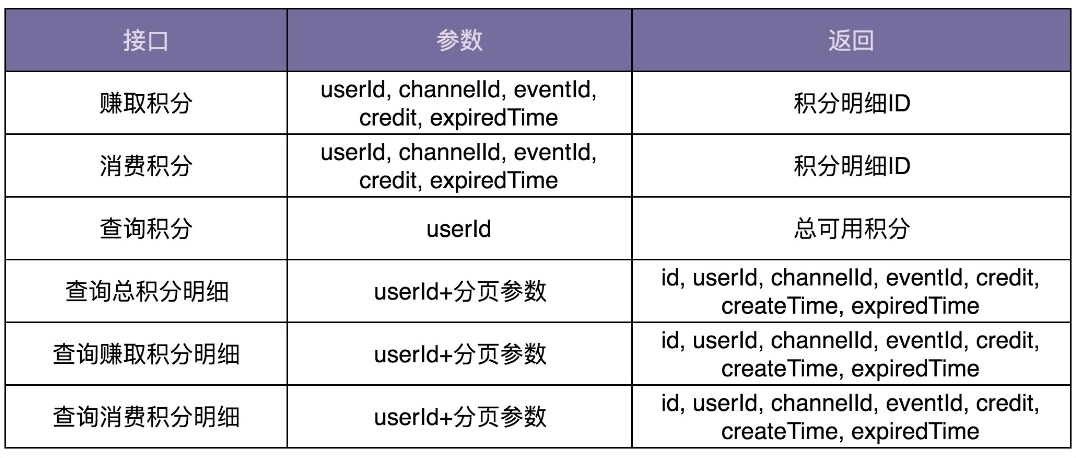 接口
参数
返回
赚取积分
userId, channelId, eventId,
credit, expiredTime
积分明细ID
消费积分
userId, channelId, eventId,
credit, expiredTime
积分明细ID
查询积分
userId
总可用积分
查询总积分明细
userId+分页参数
id, userId, channelId, eventId, credit,
createTime, expiredTime
查询赚取积分明细
userId+分页参数
id, userId, channelId, eventId, credit,
createTime, expiredTime
查询消费积分明细
userId+分页参数
id, userId, channelId, eventId, credit,
createTime, expiredTime